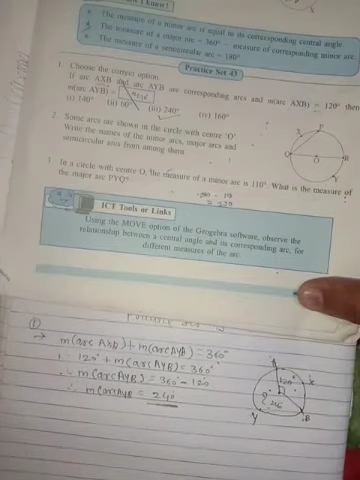 I know!
The measure of a minor arc is equal to its corresponding central angle.
The measure of a major arc = 360° - measure of corresponding minor arc.
The measure of a semicircular arc = 180°
Practice Set 43
1. Choose the correct option
If arc AXB and arc AYB are corresponding arcs and m(arc AXB) = 120° then
m(arc AYB) =
(i) 140° (ii) 60° (iii) 240° (iv) 160°
2. Some arcs are shown in the circle with centre 'O'
Write the names of the minor arcs, major arcs and
semicircular arcs from among them
3. In a circle with centre O, the measure of a minor arc is 110°. What is the measure of
the major arc PYQ?
ICT Tools or Links
Using the MOVE option of the Geogebra software, observe the
relationship between a central angle and its corresponding arc, for
different measures of the arc.
①
→ m(arc AXB) + m(arc AYB) = 360°
120° + m(arc AYB) = 360°
∴ m(arc AYB) = 360° - 120
∴ m(arc AYB = 240
A
120°
x
B
y